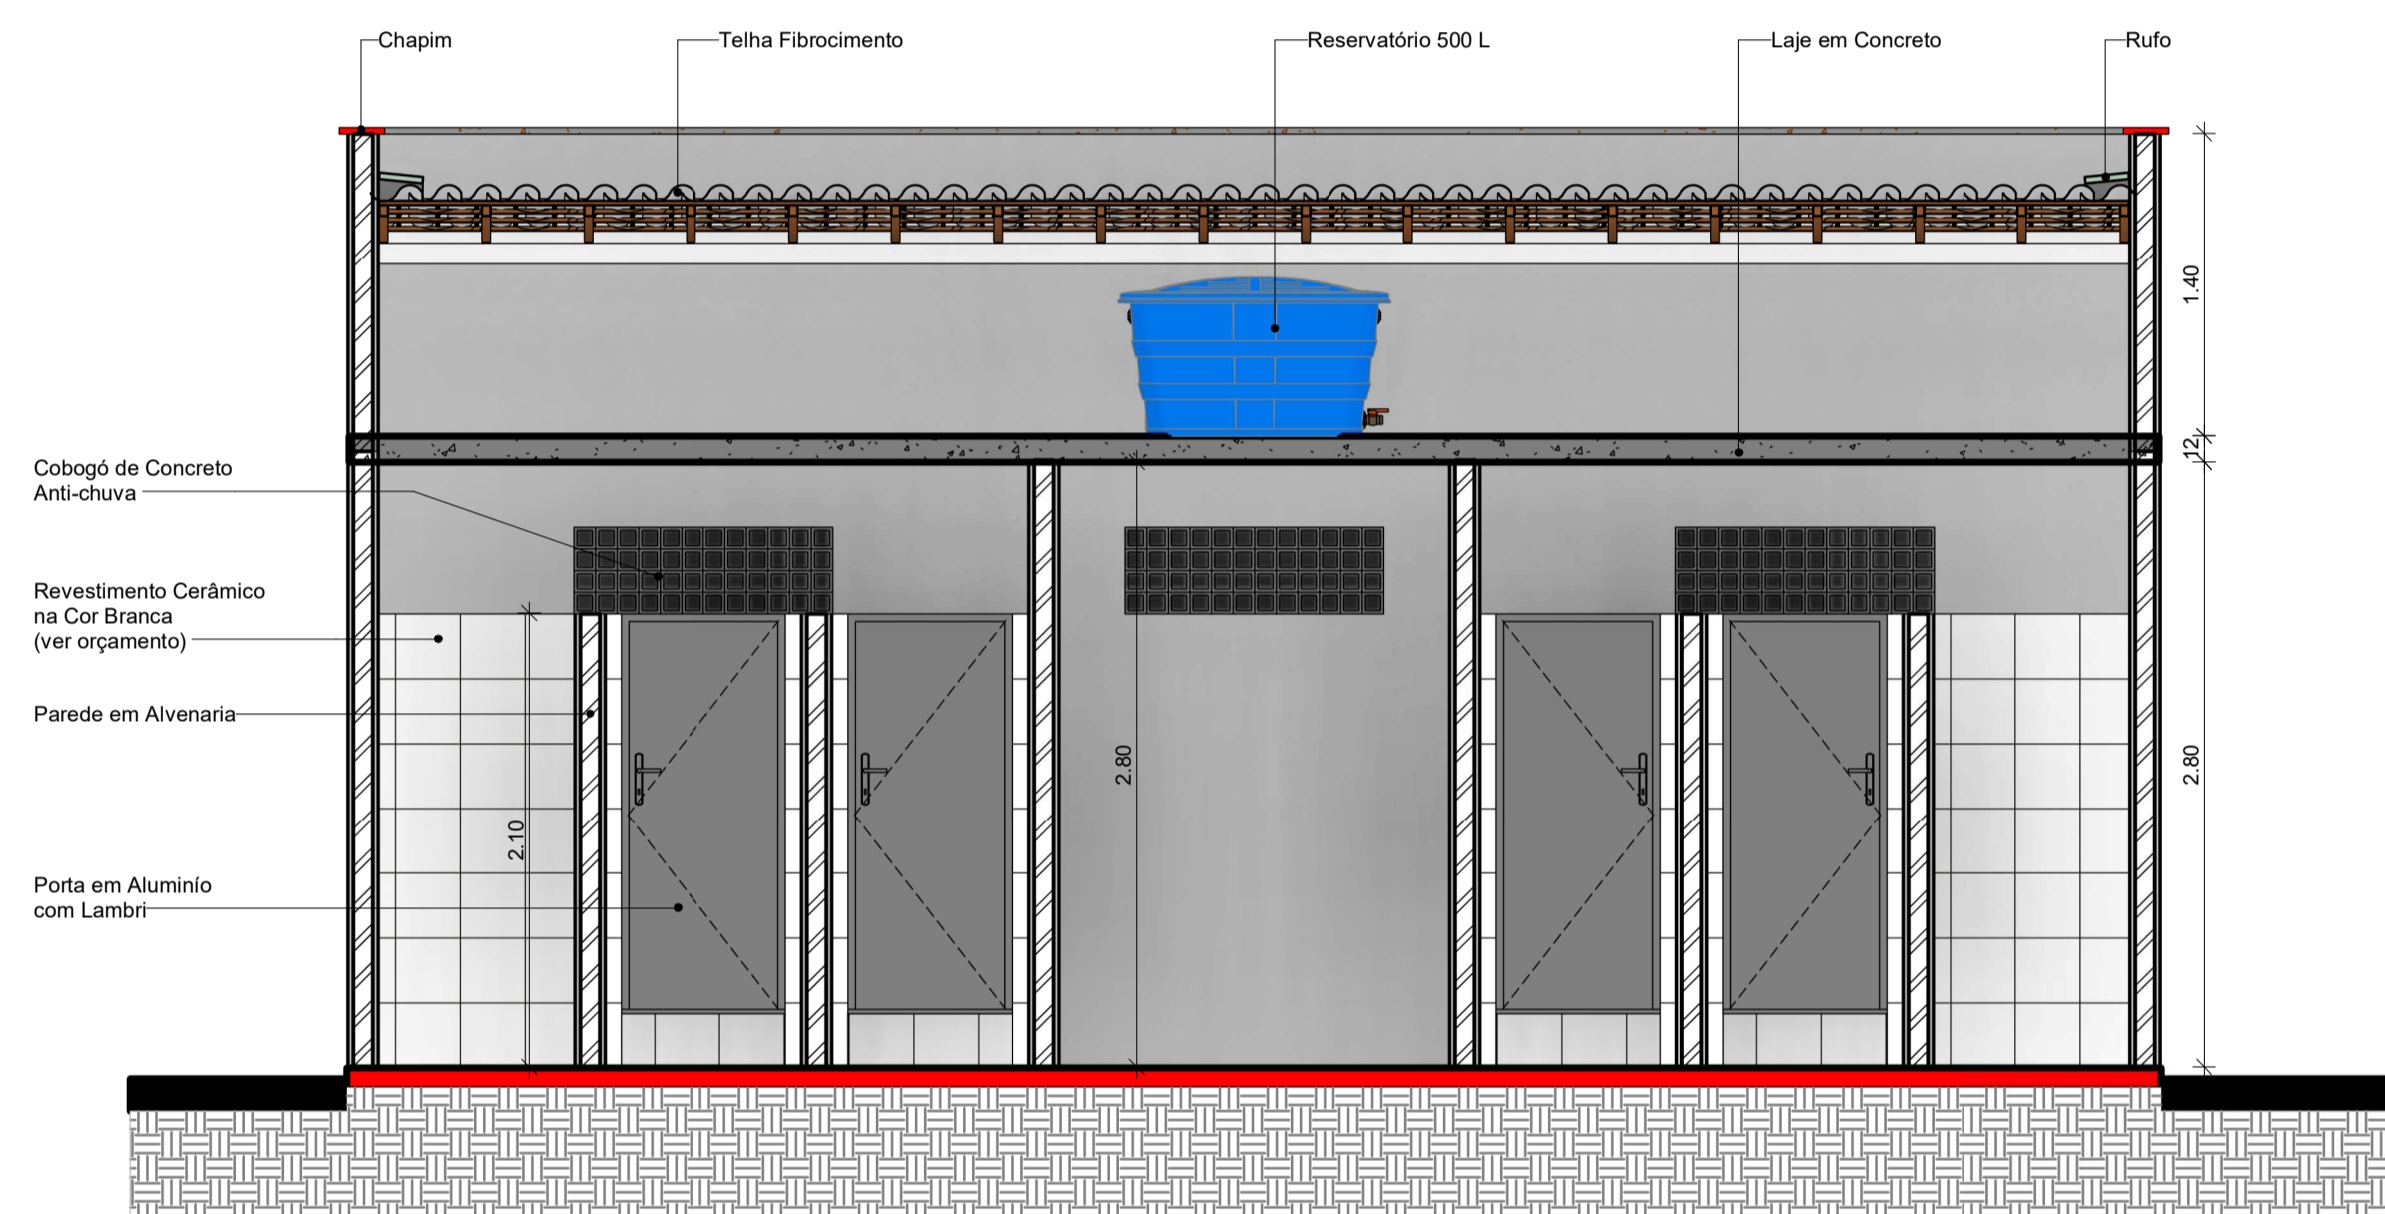 Chapim
Telha Fibrocimento
Reservatório 500 L
Laje em Concreto
Rufo
1.40
12
Cobogó de Concreto
Anti-chuva
Revestimento Cerâmico
na Cor Branca
(ver orçamento)
Parede em Alvenaria
2.80
2.80
2.10
Porta em Aluminío
com Lambri